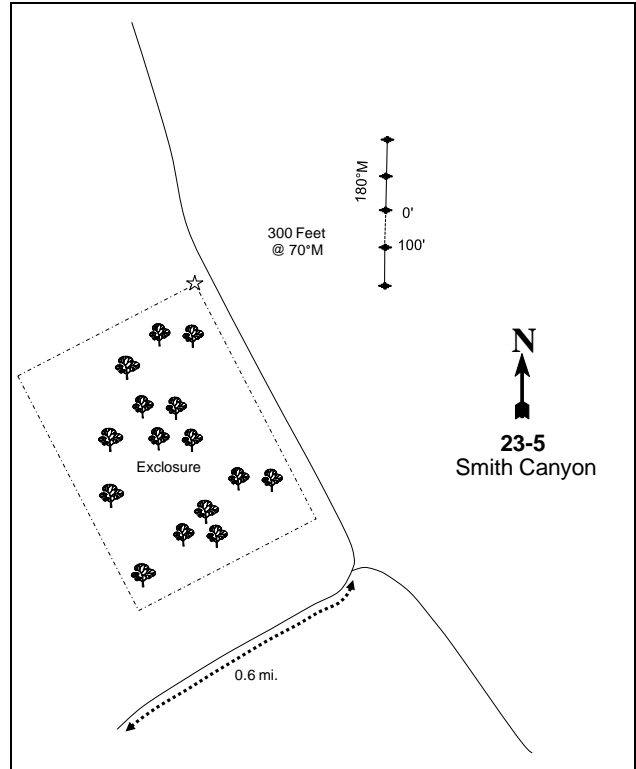 180°M
0'
300 Feet
@ 70°M
100'
N
23-5
Smith Canyon
Exclosure
0.6 mi.